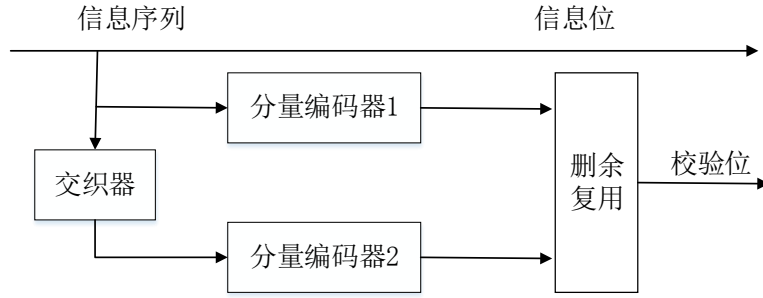 信息序列
信息位
分量编码器1
删余
复用
校验位
交织器
分量编码器2